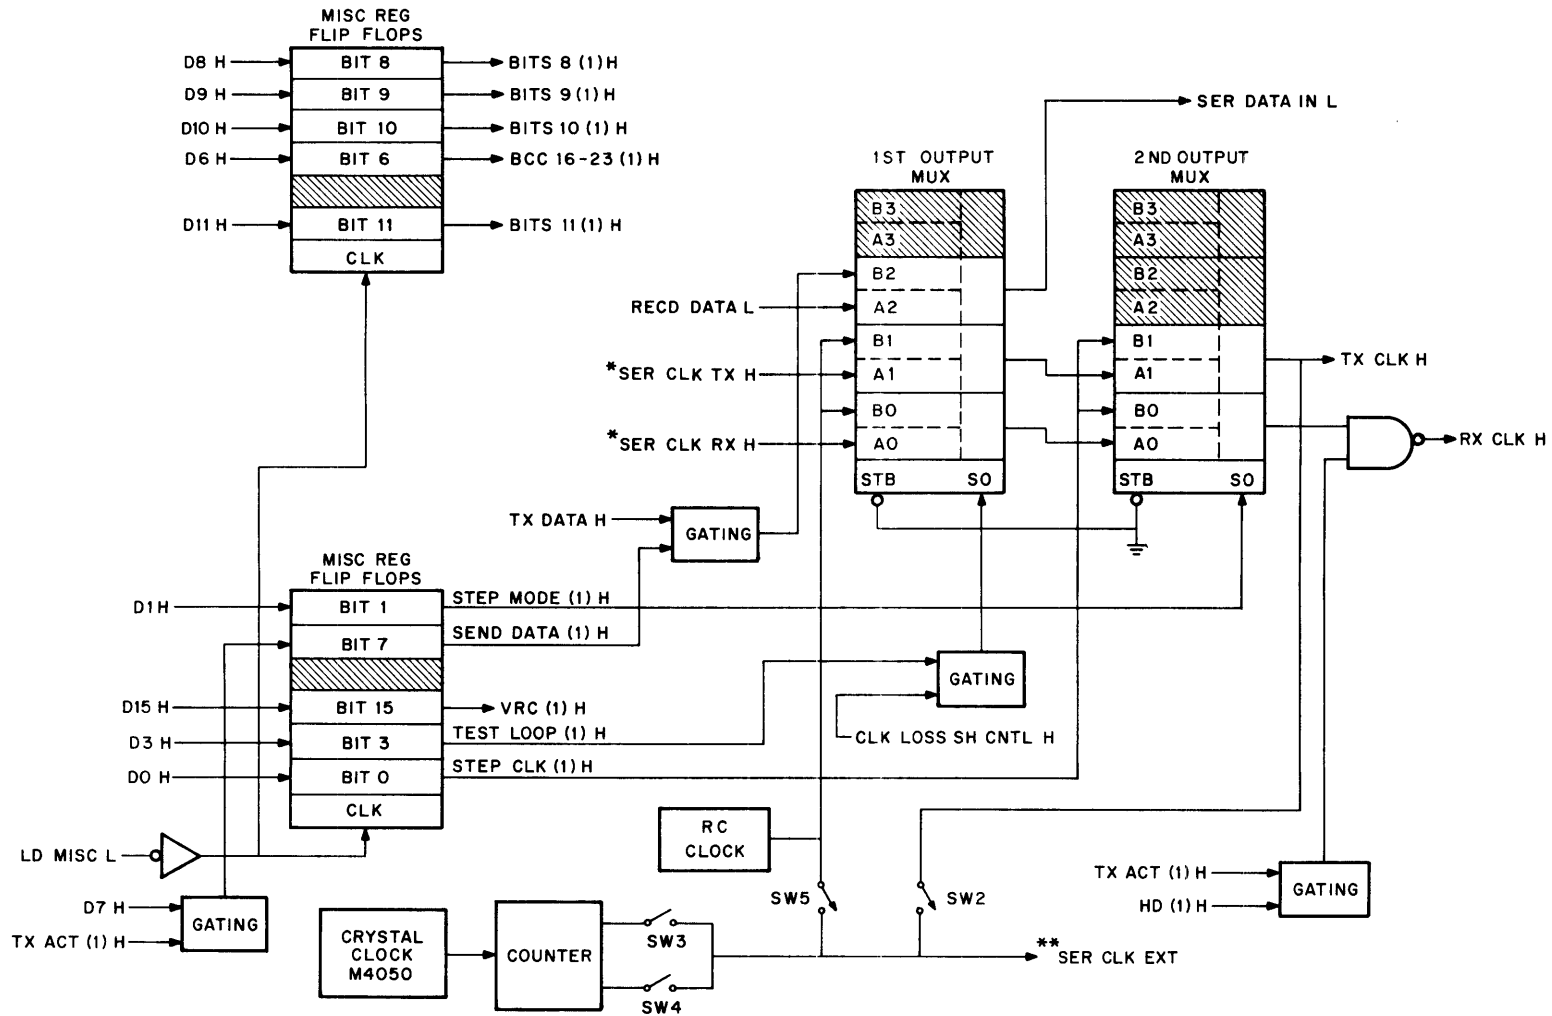 MISC REG
FLIP FLOPS
D8 H
BIT 8
BITS 8 (1) H
D9 H
BIT 9
BITS 9 (1) H
D10 H
BIT 10
BITS 10 (1) H
D6 H
BIT 6
BCC 16-23 (1) H
D11 H
BIT 11
BITS 11 (1) H
CLK
SER DATA IN L
1ST OUTPUT
MUX
2ND OUTPUT
MUX
B3
A3
B2
A2
B1
A1
B0
A0
STB
S0
B3
A3
B2
A2
B1
A1
B0
A0
STB
S0
RECD DATA L
*SER CLK TX H
*SER CLK RX H
TX CLK H
RX CLK H
TX DATA H
GATING
MISC REG
FLIP FLOPS
D1 H
BIT 1
STEP MODE (1) H
BIT 7
SEND DATA (1) H
D15 H
BIT 15
VRC (1) H
D3 H
BIT 3
TEST LOOP (1) H
D0 H
BIT 0
STEP CLK (1) H
CLK
GATING
CLK LOSS SH CNTL H
LD MISC L
D7 H
TX ACT (1) H
GATING
RC
CLOCK
SW5
SW2
TX ACT (1) H
HD (1) H
GATING
CRYSTAL
CLOCK
M4050
COUNTER
SW3
SW4
**SER CLK EXT